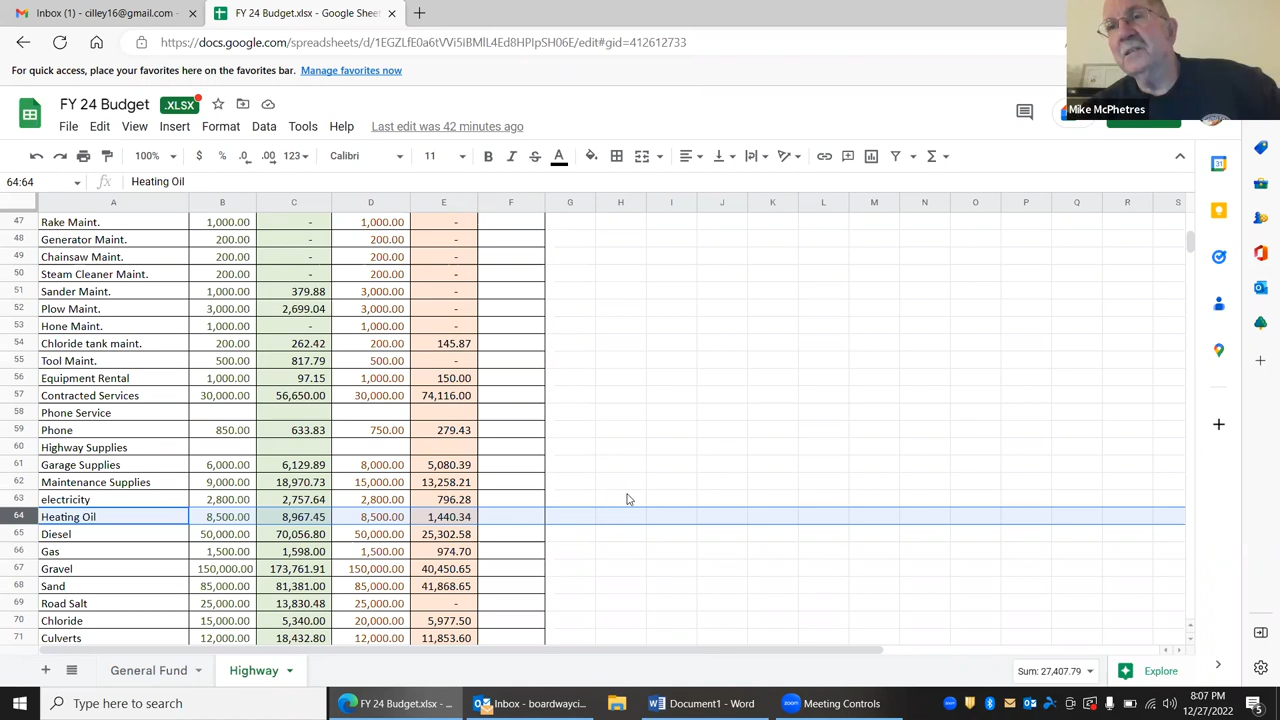 Inbox (1) - cilley16@gmail.com
FY 24 Budget.xlsx - Google Sheet
https://docs.google.com/spreadsheets/d/1EGZLfE0a6tVVi5IBMlL4Ed8HPIpSH06E/edit#gid=412612733
For quick access, place your favorites here on the favorites bar. Manage favorites now
Mike McPhetres
FY 24 Budget .XLSX
File Edit View Insert Format Data Tools Help Last edit was 42 minutes ago
100% $ % .0 .00 123 Calibri 11 B I S A
64:64 fx Heating Oil
A B C D E F G H I J K L M N O P Q R S
47 Rake Maint. 1,000.00 - 1,000.00 -
48 Generator Maint. 200.00 - 200.00 -
49 Chainsaw Maint. 200.00 - 200.00 -
50 Steam Cleaner Maint. 200.00 - 200.00 -
51 Sander Maint. 1,000.00 379.88 3,000.00 -
52 Plow Maint. 3,000.00 2,699.04 3,000.00 -
53 Hone Maint. 1,000.00 - 1,000.00 -
54 Chloride tank maint. 200.00 262.42 200.00 145.87
55 Tool Maint. 500.00 817.79 500.00 -
56 Equipment Rental 1,000.00 97.15 1,000.00 150.00
57 Contracted Services 30,000.00 56,650.00 30,000.00 74,116.00
58 Phone Service
59 Phone 850.00 633.83 750.00 279.43
60 Highway Supplies
61 Garage Supplies 6,000.00 6,129.89 8,000.00 5,080.39
62 Maintenance Supplies 9,000.00 18,970.73 15,000.00 13,258.21
63 electricity 2,800.00 2,757.64 2,800.00 796.28
64 Heating Oil 8,500.00 8,967.45 8,500.00 1,440.34
65 Diesel 50,000.00 70,056.80 50,000.00 25,302.58
66 Gas 1,500.00 1,598.00 1,500.00 974.70
67 Gravel 150,000.00 173,761.91 150,000.00 40,450.65
68 Sand 85,000.00 81,381.00 85,000.00 41,868.65
69 Road Salt 25,000.00 13,830.48 25,000.00 -
70 Chloride 15,000.00 5,340.00 20,000.00 5,977.50
71 Culverts 12,000.00 18,432.80 12,000.00 11,853.60
General Fund Highway Sum: 27,407.79 Explore
Type here to search FY 24 Budget.xlsx - ... Inbox - boardwayci... Document1 - Word Meeting Controls
8:07 PM
12/27/2022